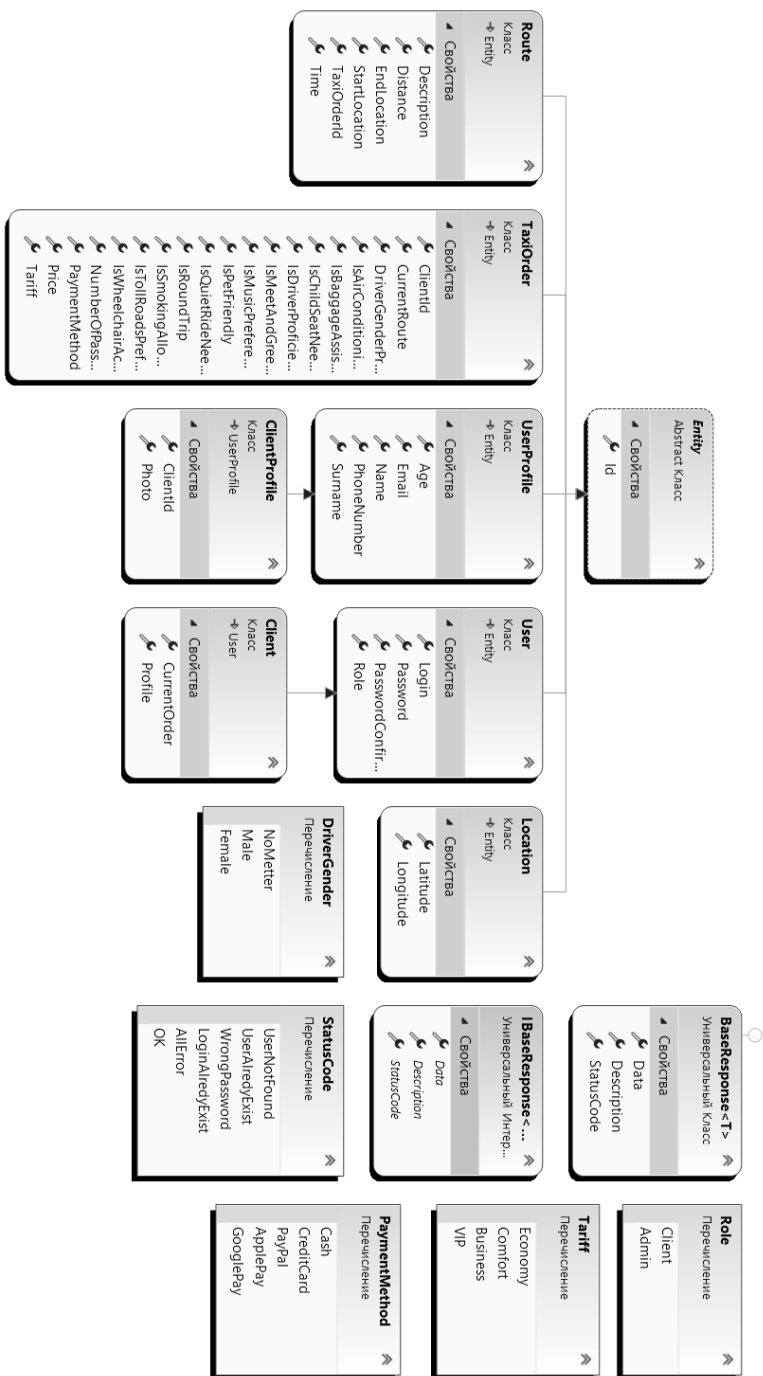 Entity
Abstract Класс
Свойства
Id
Route
Класс
Entity
Свойства
Description
Distance
EndLocation
StartLocation
TaxiOrderId
Time
TaxiOrder
Класс
Entity
Свойства
ClientId
CurrentRoute
DriverGenderPr...
IsAirConditioni...
IsBaggageAssis...
IsChildSeatNee...
IsDriverProficie...
IsMeetAndGree...
IsMusicPrefere...
IsPetFriendly
IsQuietRideNee...
IsRoundTrip
IsSmokingAllo...
IsTollRoadsPref...
IsWheelchairAc...
NumberOfPass...
PaymentMethod
Price
Tariff
UserProfile
Класс
Entity
Свойства
Age
Email
Name
PhoneNumber
Surname
ClientProfile
Класс
UserProfile
Свойства
ClientId
Photo
User
Класс
Entity
Свойства
Login
Password
PasswordConfir...
Role
Client
Класс
User
Свойства
CurrentOrder
Profile
Location
Класс
Entity
Свойства
Latitude
Longitude
DriverGender
Перечисление
NoMetter
Male
Female
BaseResponse<T>
Универсальный Класс
Свойства
Data
Description
StatusCode
IBaseResponse<...
Универсальный Интер...
Свойства
Data
Description
StatusCode
StatusCode
Перечисление
UserNotFound
UserAlredyExist
WrongPassword
LoginAlredyExist
AllError
OK
Role
Перечисление
Client
Admin
Tariff
Перечисление
Economy
Comfort
Business
VIP
PaymentMethod
Перечисление
Cash
CreditCard
PayPal
ApplePay
GooglePay